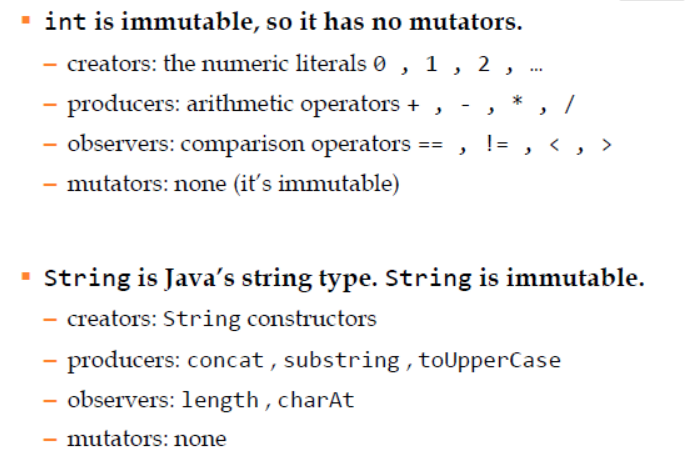 ▪ int is immutable, so it has no mutators.
– creators: the numeric literals 0 , 1 , 2 , …
– producers: arithmetic operators + , - , * , /
– observers: comparison operators == , != , < , >
– mutators: none (it’s immutable)
▪ String is Java’s string type. String is immutable.
– creators: String constructors
– producers: concat , substring , toUpperCase
– observers: length , charAt
– mutators: none